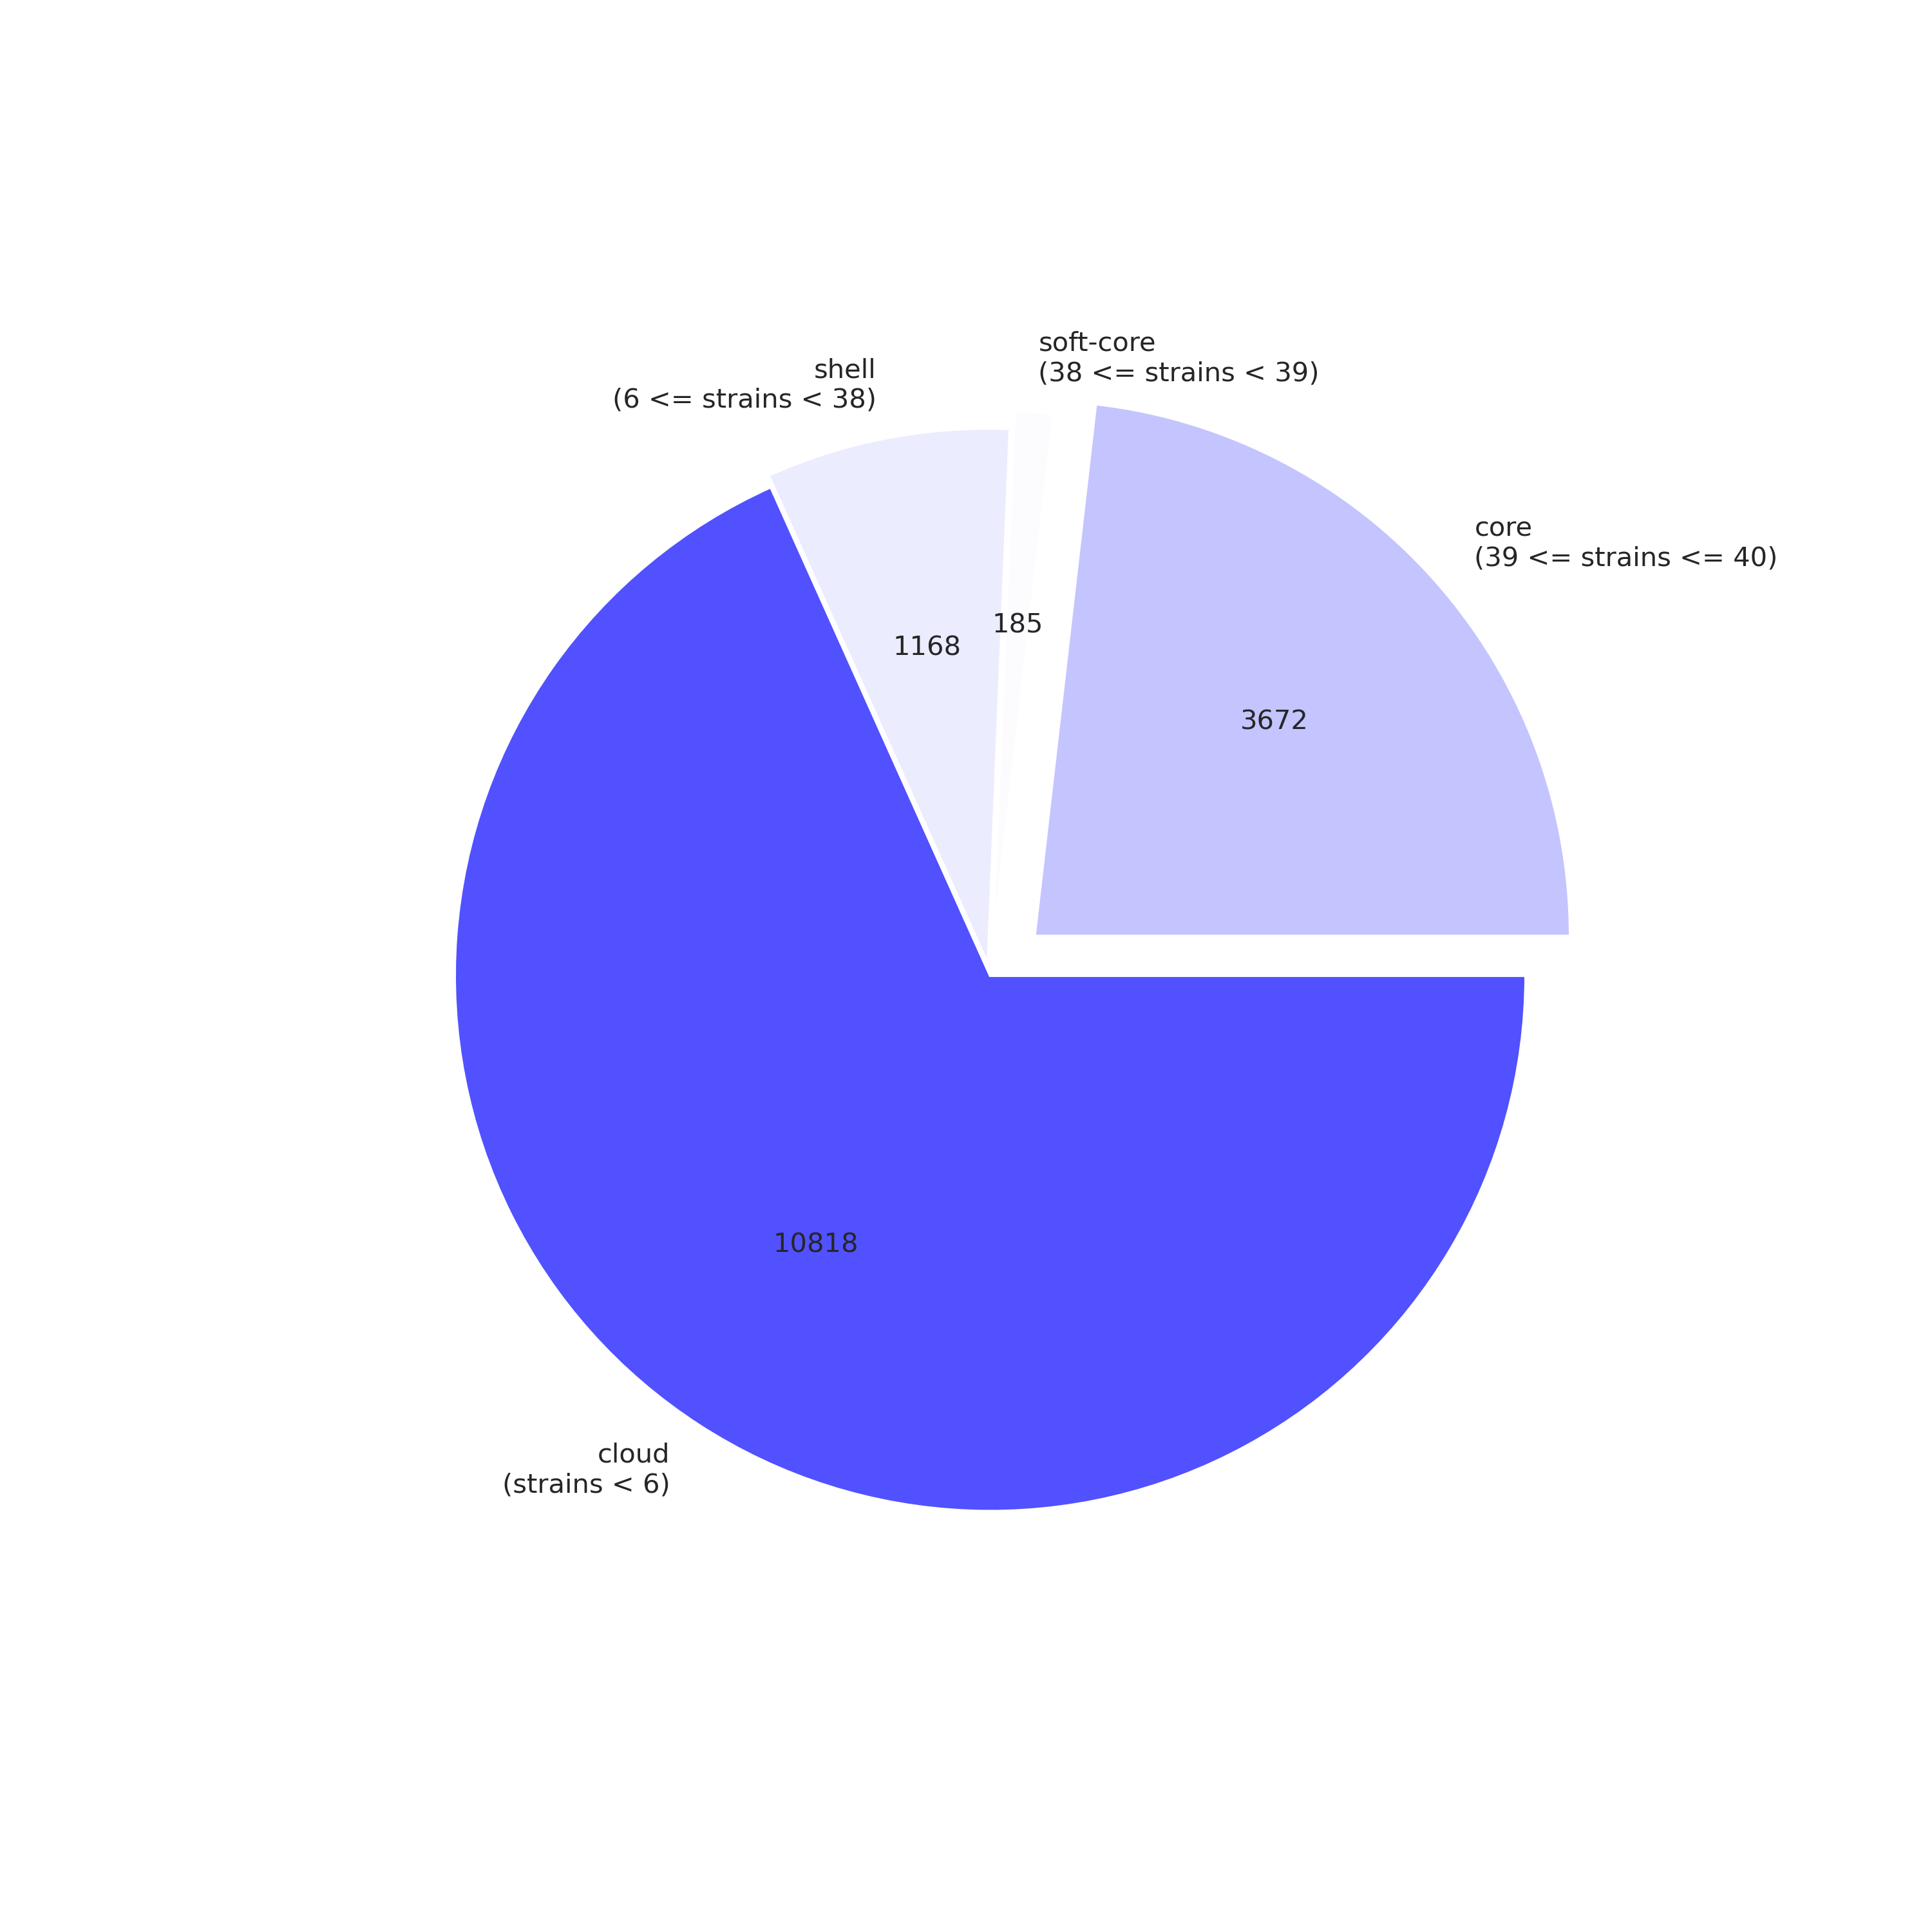 soft-core
(38 <= strains < 39)
shell
(6 <= strains < 38)
core
(39 <= strains <= 40)
185
1168
3672
10818
cloud
(strains < 6)